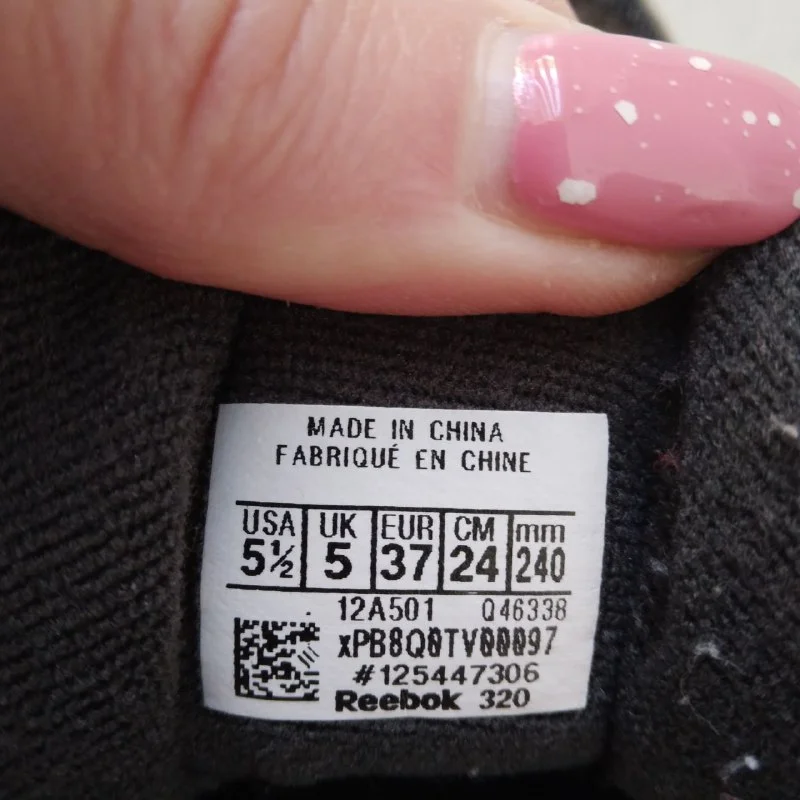 MADE IN CHINA
FABRIQUÉ EN CHINE
USA UK EUR CM mm
5½ 5 37 24 240
12A501 Q46338
xPB8Q0TV00097
#125447306
Reebok 320